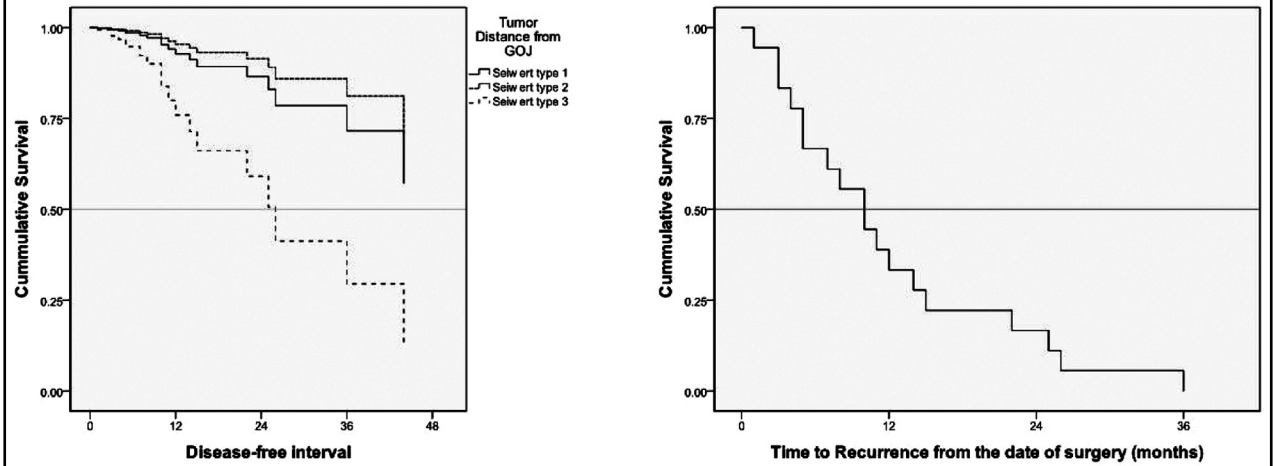 Tumor
Distance from
GOJ
Seiw ert type 1
Seiw ert type 2
Seiw ert type 3
Cummulative Survival
1.00
0.75
0.50
0.25
0.00
0 12 24 36 48
Disease-free interval
Cummulative Survival
1.00
0.75
0.50
0.25
0.00
0 12 24 36
Time to Recurrence from the date of surgery (months)